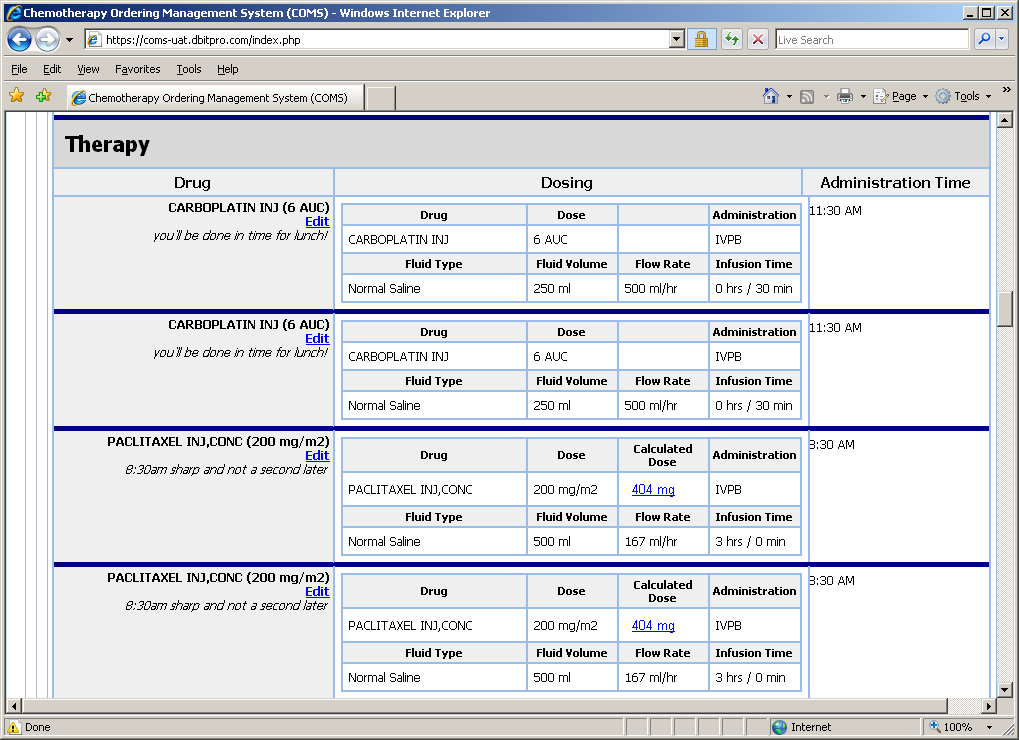 Chemotherapy Ordering Management System (COMS) - Windows Internet Explorer
https://coms-uat.dbitpro.com/index.php
Live Search
File Edit View Favorites Tools Help
Chemotherapy Ordering Management System (COMS)
Page Tools »
Therapy
Drug Dosing Administration Time
CARBOPLATIN INJ (6 AUC)
Edit
you'll be done in time for lunch!
Drug Dose Administration
CARBOPLATIN INJ 6 AUC IVPB
Fluid Type Fluid Volume Flow Rate Infusion Time
Normal Saline 250 ml 500 ml/hr 0 hrs / 30 min
11:30 AM
CARBOPLATIN INJ (6 AUC)
Edit
you'll be done in time for lunch!
Drug Dose Administration
CARBOPLATIN INJ 6 AUC IVPB
Fluid Type Fluid Volume Flow Rate Infusion Time
Normal Saline 250 ml 500 ml/hr 0 hrs / 30 min
11:30 AM
PACLITAXEL INJ,CONC (200 mg/m2)
Edit
8:30am sharp and not a second later
Drug Dose Calculated Dose Administration
PACLITAXEL INJ,CONC 200 mg/m2 404 mg IVPB
Fluid Type Fluid Volume Flow Rate Infusion Time
Normal Saline 500 ml 167 ml/hr 3 hrs / 0 min
8:30 AM
PACLITAXEL INJ,CONC (200 mg/m2)
Edit
8:30am sharp and not a second later
Drug Dose Calculated Dose Administration
PACLITAXEL INJ,CONC 200 mg/m2 404 mg IVPB
Fluid Type Fluid Volume Flow Rate Infusion Time
Normal Saline 500 ml 167 ml/hr 3 hrs / 0 min
8:30 AM
Done Internet 100%